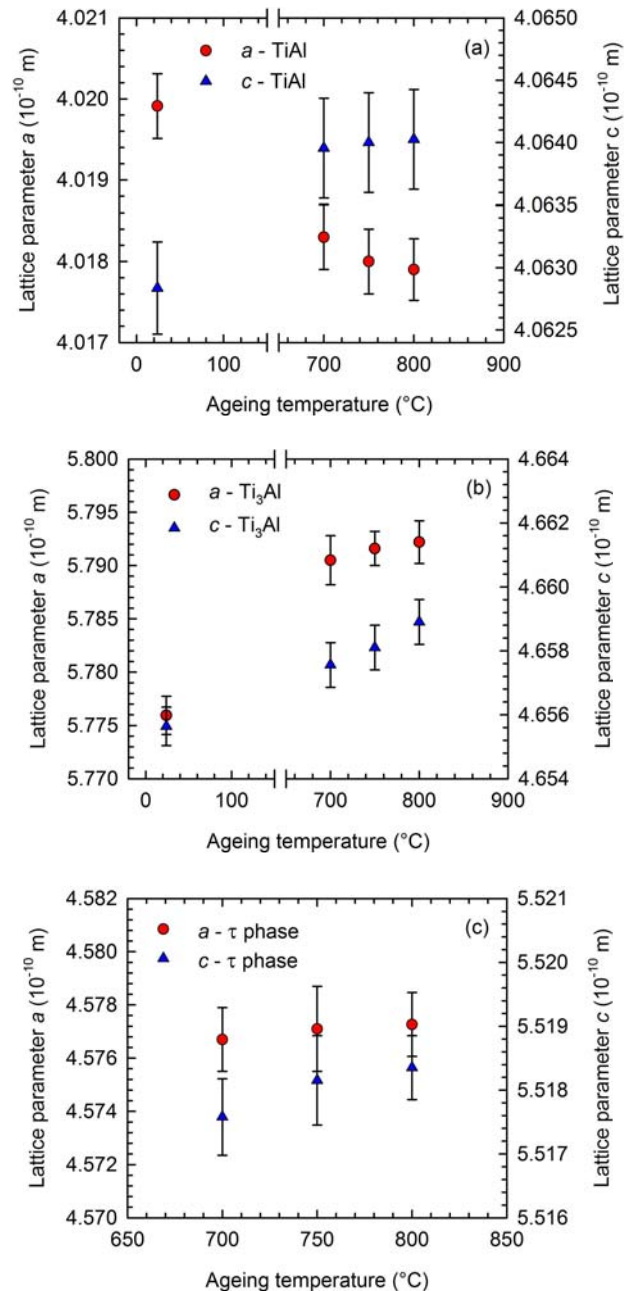 4.021
4.020
4.019
4.018
4.017
Lattice parameter a (10⁻¹⁰ m)
a - TiAl
c - TiAl
(a)
4.0650
4.0645
4.0640
4.0635
4.0630
4.0625
Lattice parameter c (10⁻¹⁰ m)
0 100 700 800 900
Ageing temperature (°C)
5.800
5.795
5.790
5.785
5.780
5.775
5.770
Lattice parameter a (10⁻¹⁰ m)
a - Ti₃Al
c - Ti₃Al
(b)
4.664
4.662
4.660
4.658
4.656
4.654
Lattice parameter c (10⁻¹⁰ m)
0 100 700 800 900
Ageing temperature (°C)
4.582
4.580
4.578
4.576
4.574
4.572
4.570
Lattice parameter a (10⁻¹⁰ m)
a - τ phase
c - τ phase
(c)
5.521
5.520
5.519
5.518
5.517
5.516
Lattice parameter c (10⁻¹⁰ m)
650 700 750 800 850
Ageing temperature (°C)